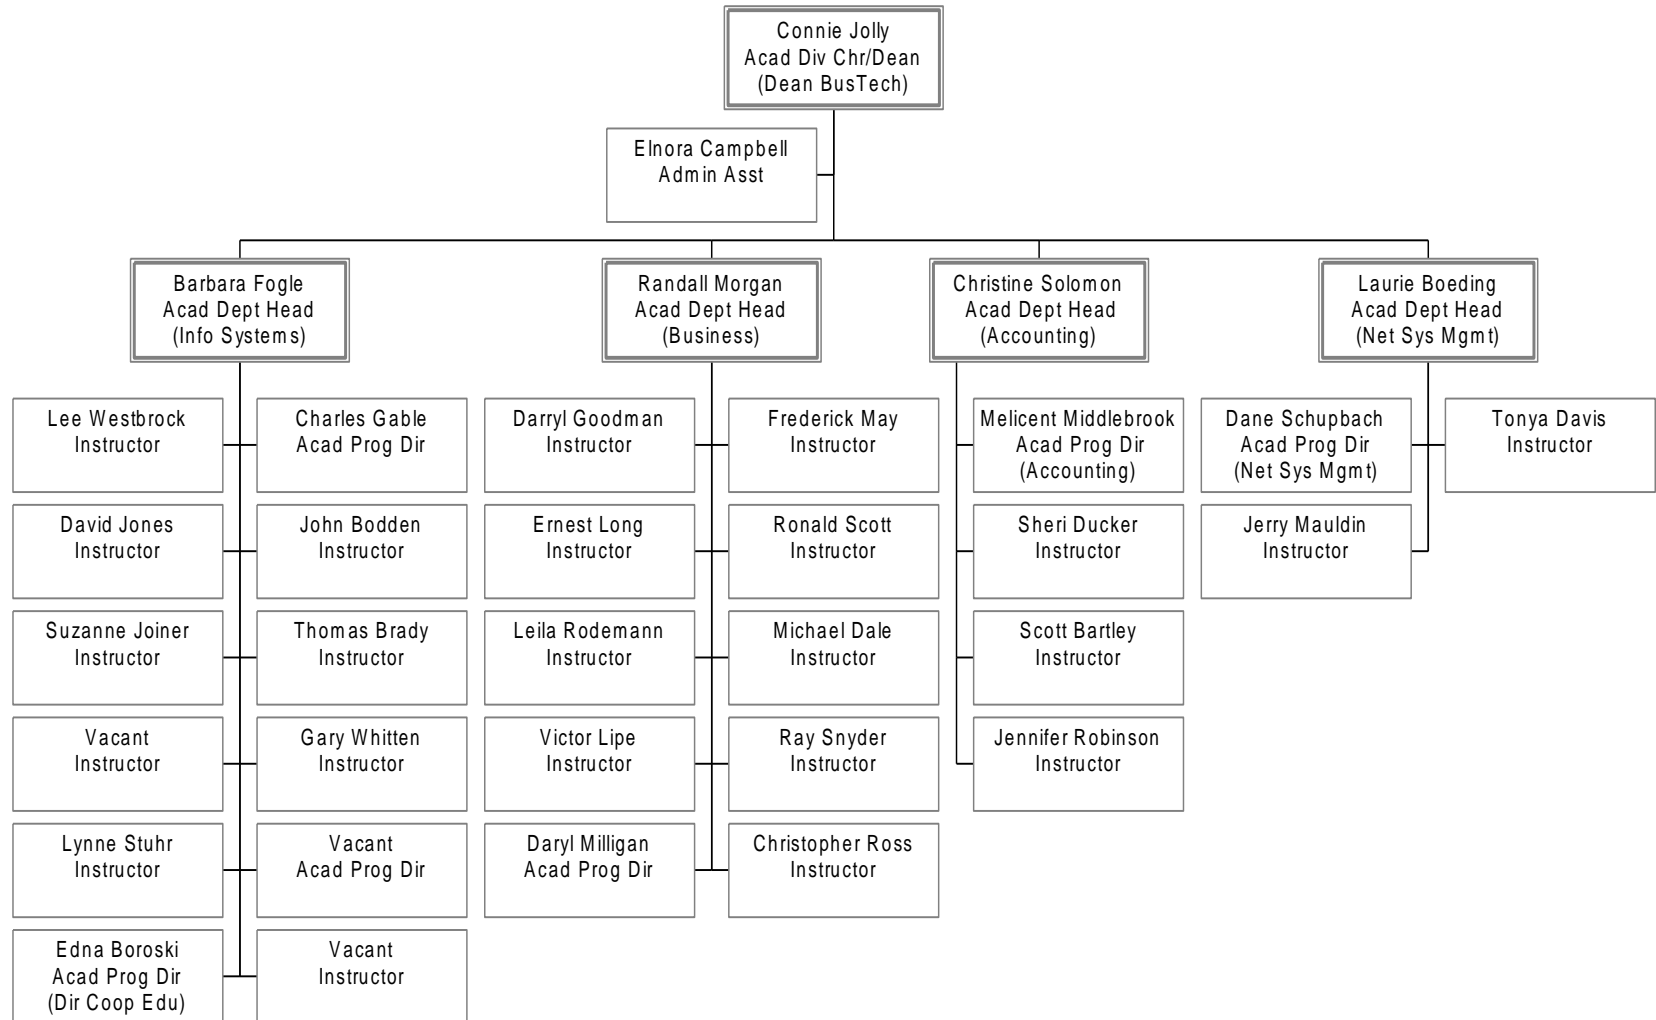 Connie Jolly
Acad Div Chr/Dean
(Dean BusTech)
Elnora Campbell
Admin Asst
Barbara Fogle
Acad Dept Head
(Info Systems)
Randall Morgan
Acad Dept Head
(Business)
Christine Solomon
Acad Dept Head
(Accounting)
Laurie Boeding
Acad Dept Head
(Net Sys Mgmt)
Lee Westbrock
Instructor
Charles Gable
Acad Prog Dir
Darryl Goodman
Instructor
Frederick May
Instructor
Melicent Middlebrook
Acad Prog Dir
(Accounting)
Dane Schupbach
Acad Prog Dir
(Net Sys Mgmt)
Tonya Davis
Instructor
David Jones
Instructor
John Bodden
Instructor
Ernest Long
Instructor
Ronald Scott
Instructor
Sheri Ducker
Instructor
Jerry Mauldin
Instructor
Suzanne Joiner
Instructor
Thomas Brady
Instructor
Leila Rodemann
Instructor
Michael Dale
Instructor
Scott Bartley
Instructor
Vacant
Instructor
Gary Whitten
Instructor
Victor Lipe
Instructor
Ray Snyder
Instructor
Jennifer Robinson
Instructor
Lynne Stuhr
Instructor
Vacant
Acad Prog Dir
Daryl Milligan
Acad Prog Dir
Christopher Ross
Instructor
Edna Boroski
Acad Prog Dir
(Dir Coop Edu)
Vacant
Instructor